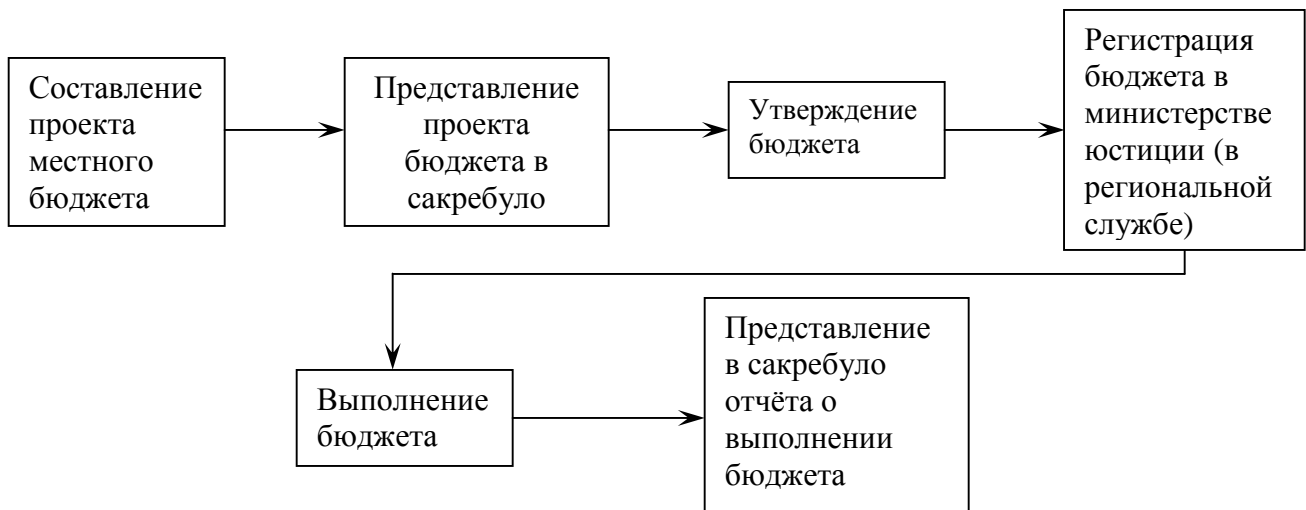 Составление
проекта
местного
бюджета
Представление
проекта
бюджета в
сакребуло
Утверждение
бюджета
Регистрация
бюджета в
министерстве
юстиции (в
региональной
службе)
Выполнение
бюджета
Представление
в сакребуло
отчёта о
выполнении
бюджета